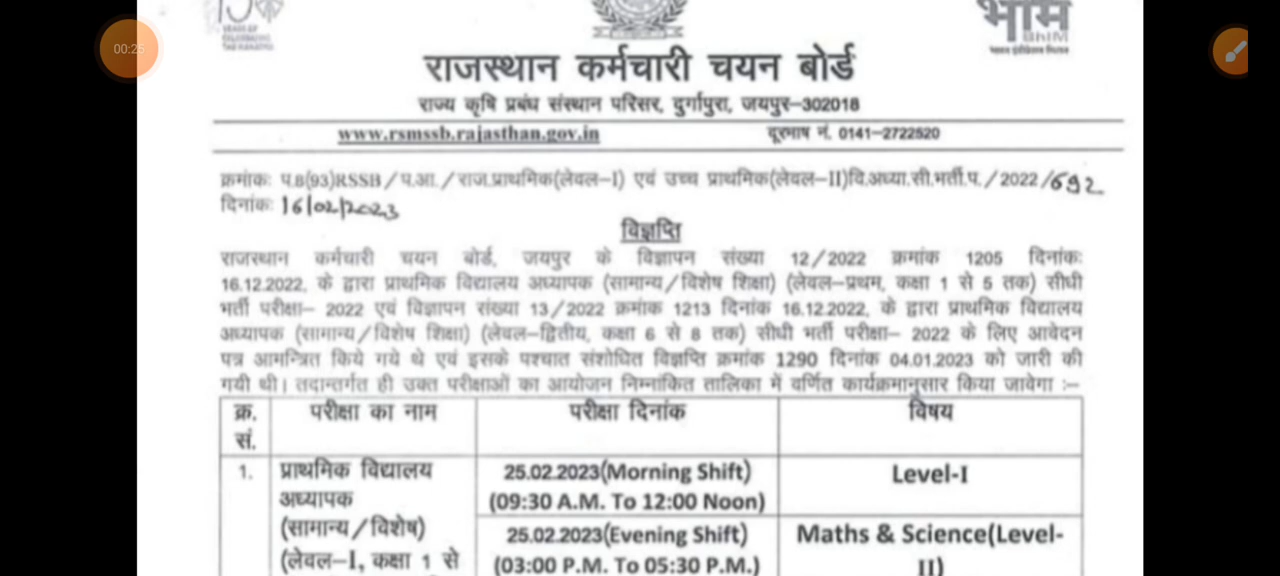 00:25
YEARS OF
CELEBRATING
THE MAHATMA
भीम
BHIM
राजस्थान कर्मचारी चयन बोर्ड
राज्य कृषि प्रबंध संस्थान परिसर, दुर्गापुरा, जयपुर–302018
www.rsmssb.rajasthan.gov.in दूरभाष नं. 0141–2722520
क्रमांकः प.8(93)RSSB/प.आ./राज.प्राथमिक(लेवल–I) एवं उच्च प्राथमिक(लेवल–II)वि.अध्या.सी.भर्ती.प./2022/692
दिनांकः 16/02/2023
विज्ञप्ति
राजस्थान कर्मचारी चयन बोर्ड, जयपुर के विज्ञापन संख्या 12/2022 क्रमांक 1205 दिनांकः
16.12.2022, के द्वारा प्राथमिक विद्यालय अध्यापक (सामान्य/विशेष शिक्षा) (लेवल–प्रथम, कक्षा 1 से 5 तक) सीधी
भर्ती परीक्षा– 2022 एवं विज्ञापन संख्या 13/2022 क्रमांक 1213 दिनांक 16.12.2022, के द्वारा प्राथमिक विद्यालय
अध्यापक (सामान्य/विशेष शिक्षा) (लेवल–द्वितीय, कक्षा 6 से 8 तक) सीधी भर्ती परीक्षा– 2022 के लिए आवेदन
पत्र आमन्त्रित किये गये थे एवं इसके पश्चात संशोधित विज्ञप्ति क्रमांक 1290 दिनांक 04.01.2023 को जारी की
गयी थी। तदान्तर्गत ही उक्त परीक्षाओं का आयोजन निम्नांकित तालिका में वर्णित कार्यक्रमानुसार किया जावेगा :–
क्र. सं. परीक्षा का नाम परीक्षा दिनांक विषय
1. प्राथमिक विद्यालय 25.02.2023(Morning Shift) Level-I
अध्यापक (09:30 A.M. To 12:00 Noon)
(सामान्य/विशेष) 25.02.2023(Evening Shift) Maths & Science(Level-
(लेवल–I, कक्षा 1 से (03:00 P.M. To 05:30 P.M.) II)